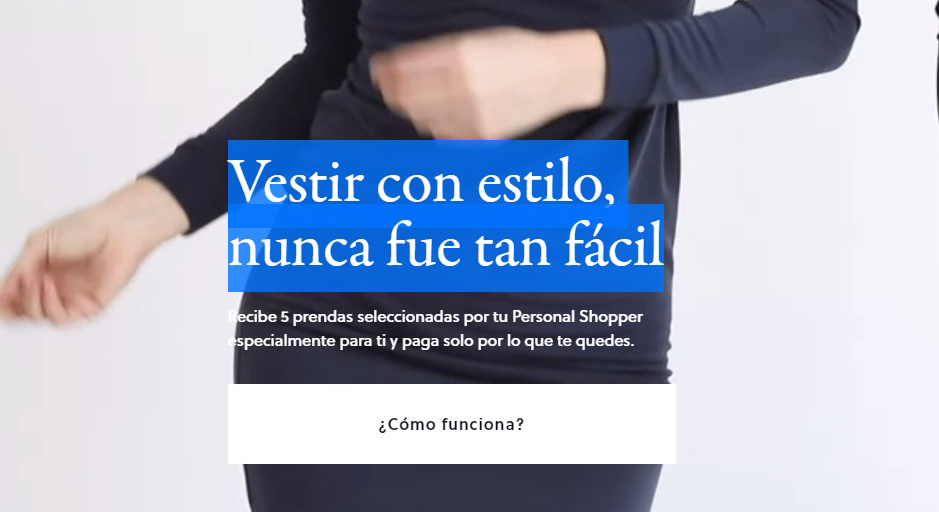 Vestir con estilo,
nunca fue tan fácil
Recibe 5 prendas seleccionadas por tu Personal Shopper
especialmente para ti y paga solo por lo que te quedes.
¿Cómo funciona?